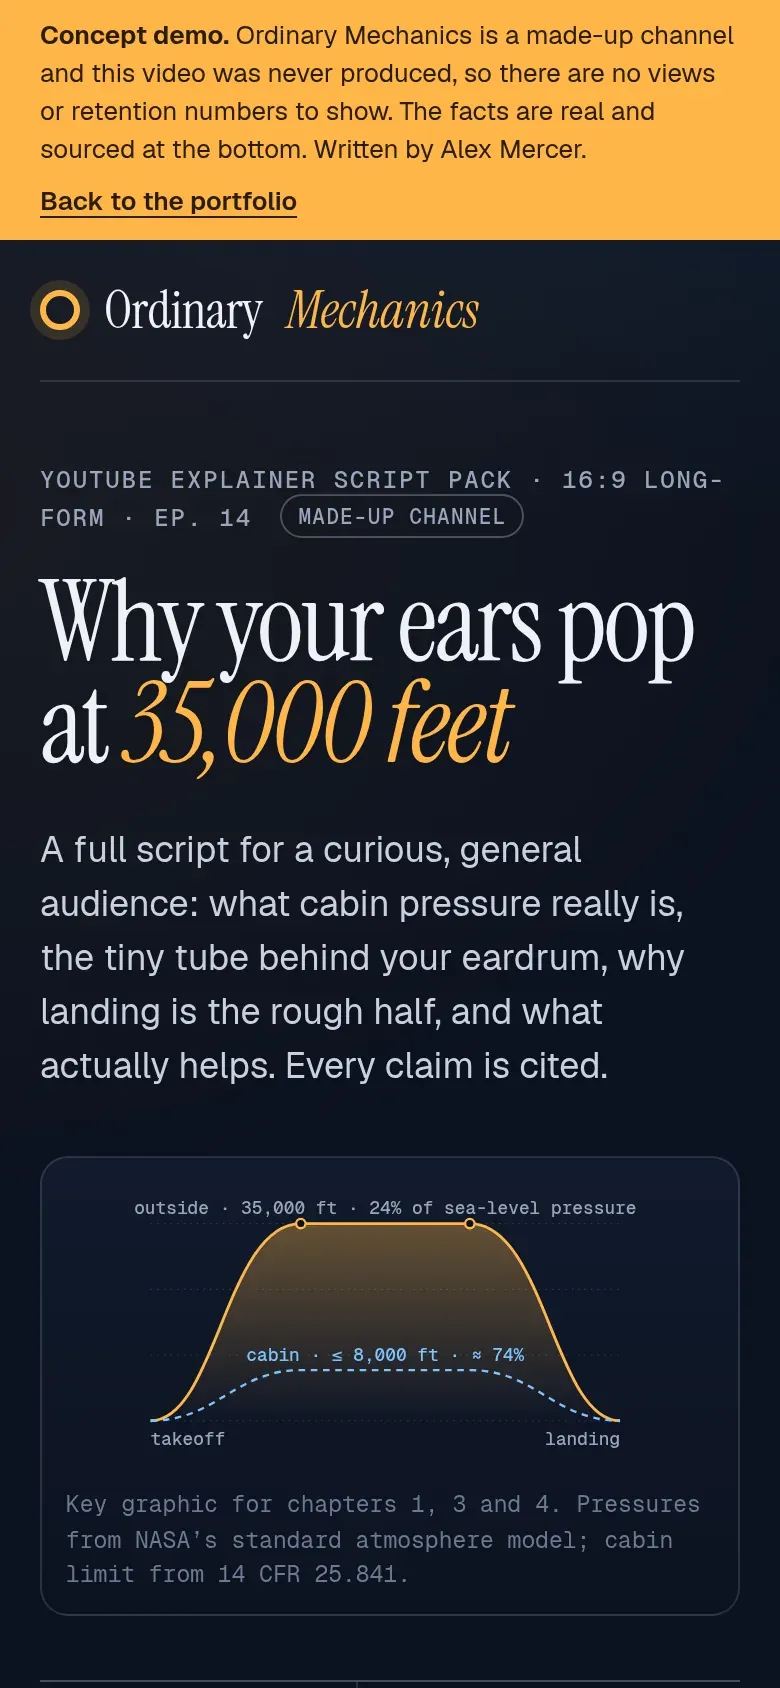 Concept demo. Ordinary Mechanics is a made-up channel
and this video was never produced, so there are no views
or retention numbers to show. The facts are real and
sourced at the bottom. Written by Alex Mercer.
Back to the portfolio
Ordinary Mechanics
YOUTUBE EXPLAINER SCRIPT PACK · 16:9 LONG-
FORM · EP. 14 MADE-UP CHANNEL
Why your ears pop
at 35,000 feet
A full script for a curious, general
audience: what cabin pressure really is,
the tiny tube behind your eardrum, why
landing is the rough half, and what
actually helps. Every claim is cited.
outside · 35,000 ft · 24% of sea-level pressure
cabin · ≤ 8,000 ft · ≈ 74%
takeoff landing
Key graphic for chapters 1, 3 and 4. Pressures
from NASA’s standard atmosphere model; cabin
limit from 14 CFR 25.841.